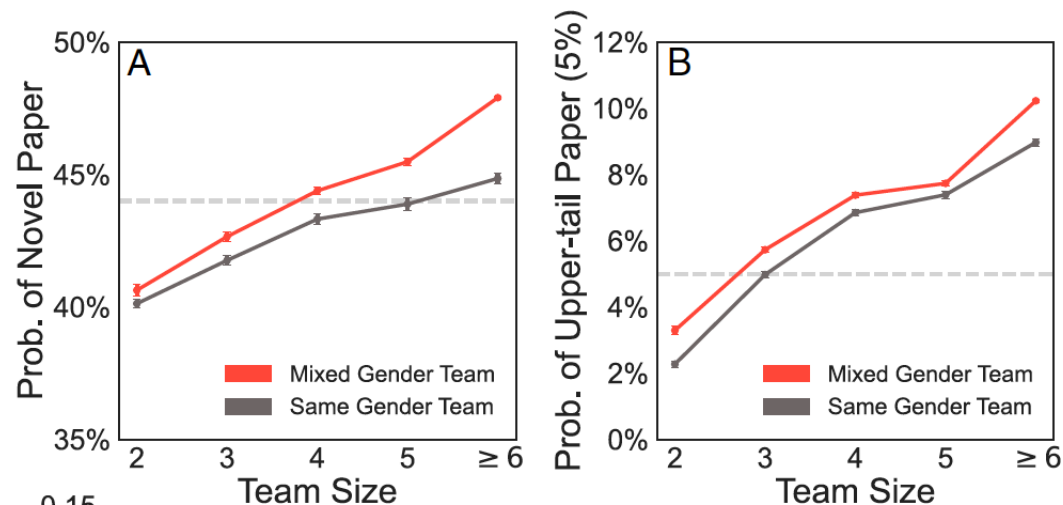 A
Prob. of Novel Paper
50%
45%
40%
35%
Mixed Gender Team
Same Gender Team
2 3 4 5 ≥ 6
Team Size
B
Prob. of Upper-tail Paper (5%)
12%
10%
8%
6%
4%
2%
0%
Mixed Gender Team
Same Gender Team
2 3 4 5 ≥ 6
Team Size